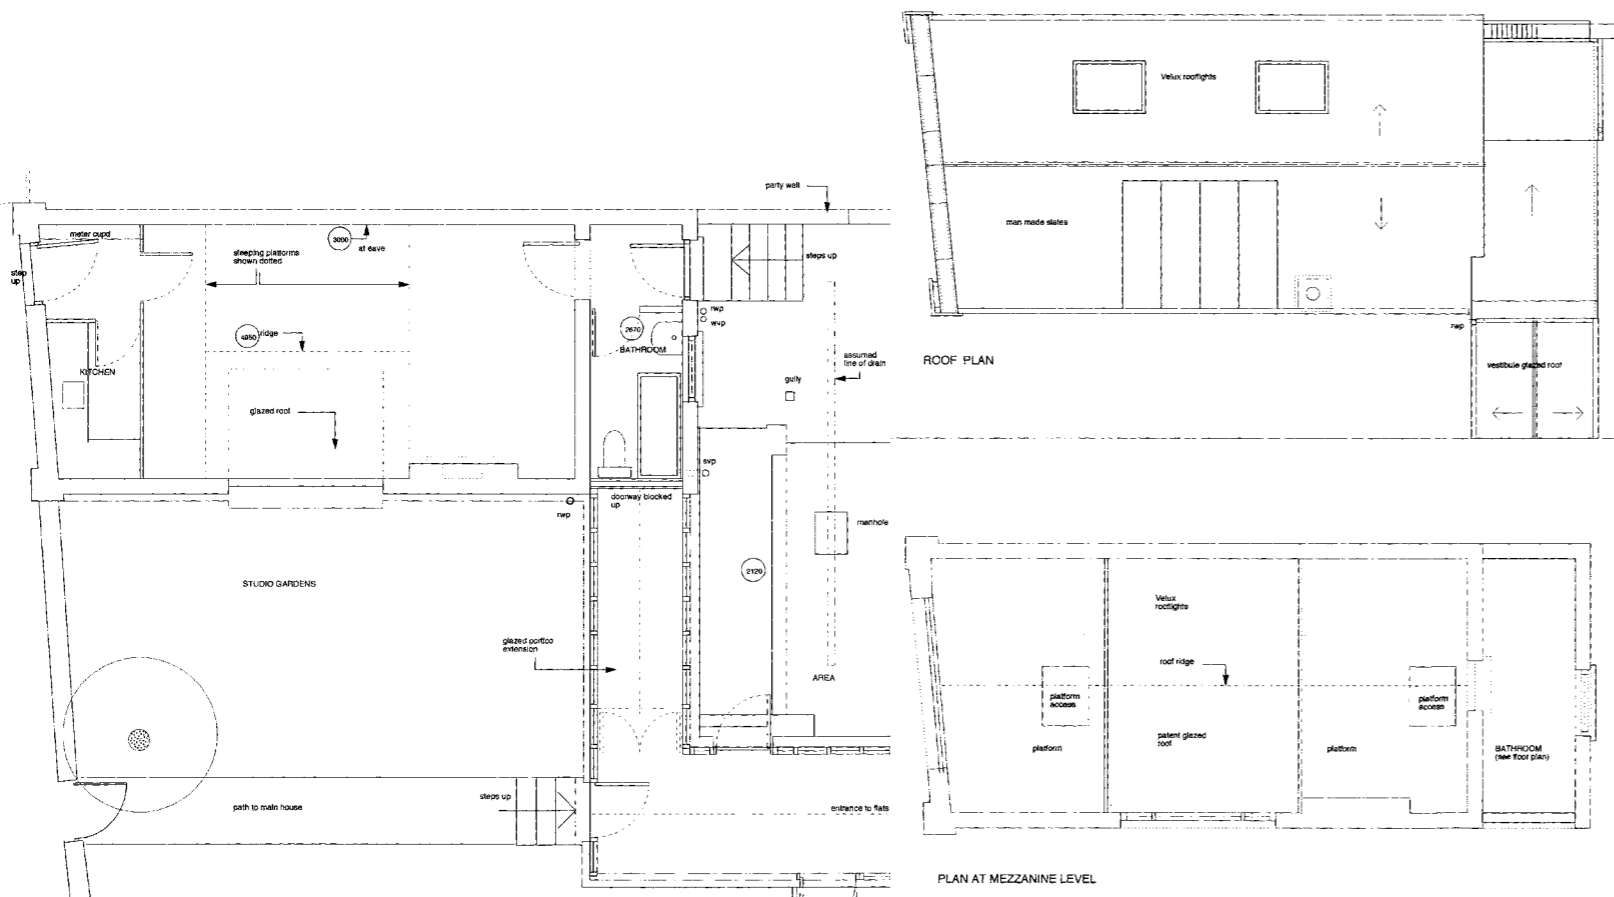 party wall
meter cupd
3000
at eave
sleeping platforms
shown dotted
step
up
steps up
4950
ridge
rwp
wvp
2670
BATHROOM
KITCHEN
assumed
line of drain
gully
glazed roof
svp
doorway blocked
up
rwp
manhole
STUDIO GARDENS
2120
glazed portico
extension
AREA
path to main house
steps up
entrance to flats
Velux rooflights
man made slates
rwp
ROOF PLAN
vestibule glazed roof
Velux
rooflights
roof ridge
platform
access
platform
access
platform
patent glazed
roof
platform
BATHROOM
(see floor plan)
PLAN AT MEZZANINE LEVEL